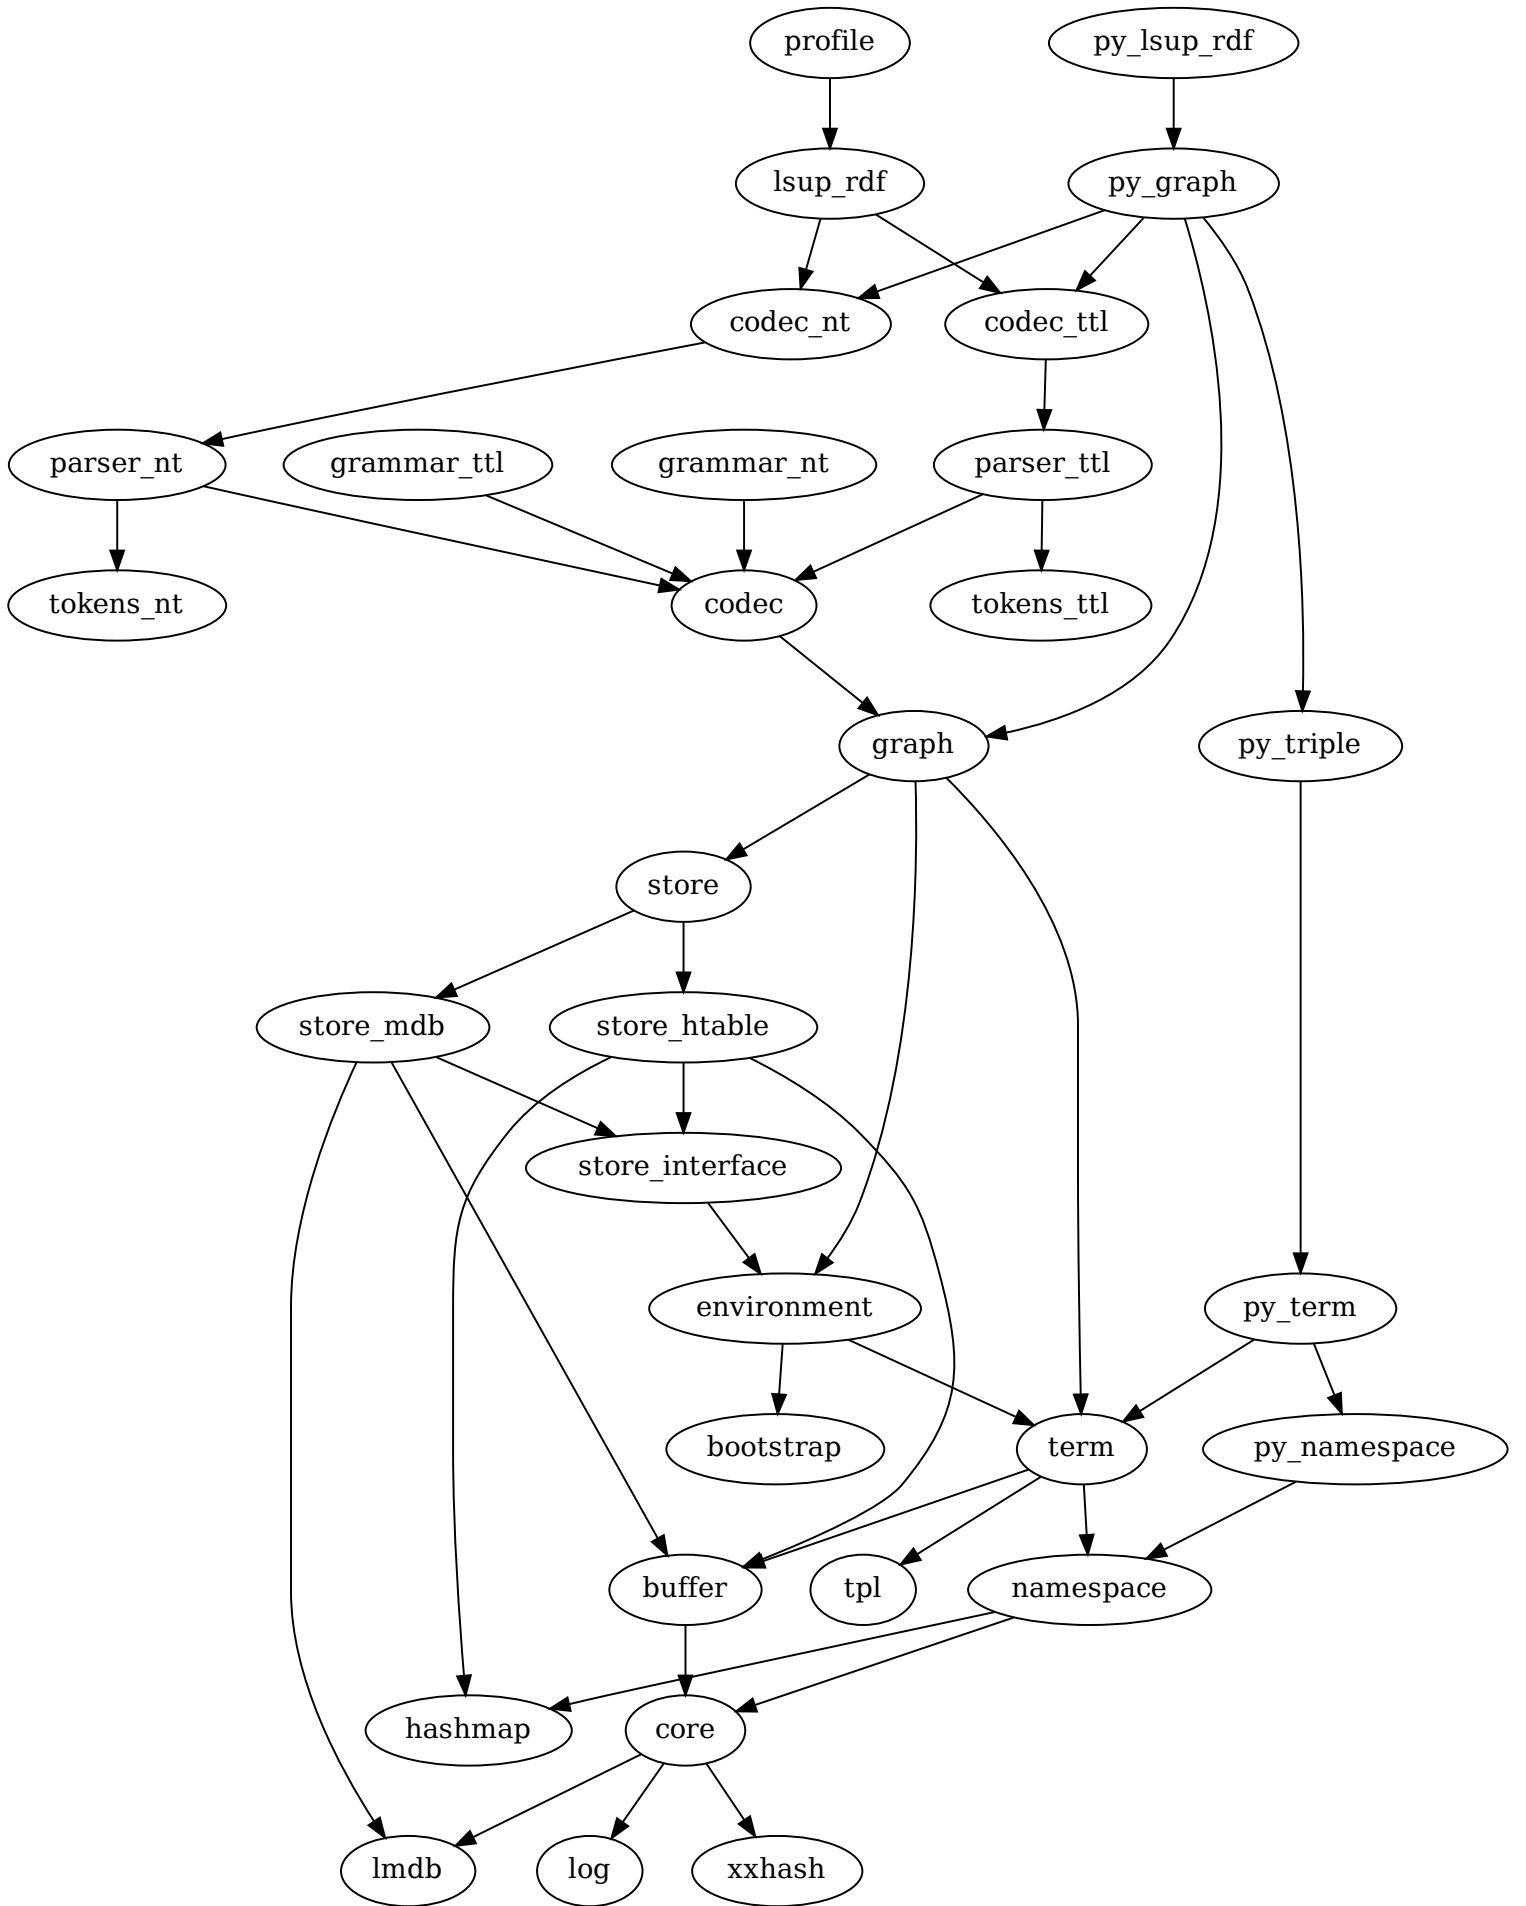 profile
py_lsup_rdf
lsup_rdf
py_graph
codec_nt
codec_ttl
parser_nt
grammar_ttl
grammar_nt
parser_ttl
tokens_nt
codec
tokens_ttl
graph
py_triple
store
store_mdb
store_htable
store_interface
environment
py_term
bootstrap
term
py_namespace
buffer
tpl
namespace
hashmap
core
lmdb
log
xxhash